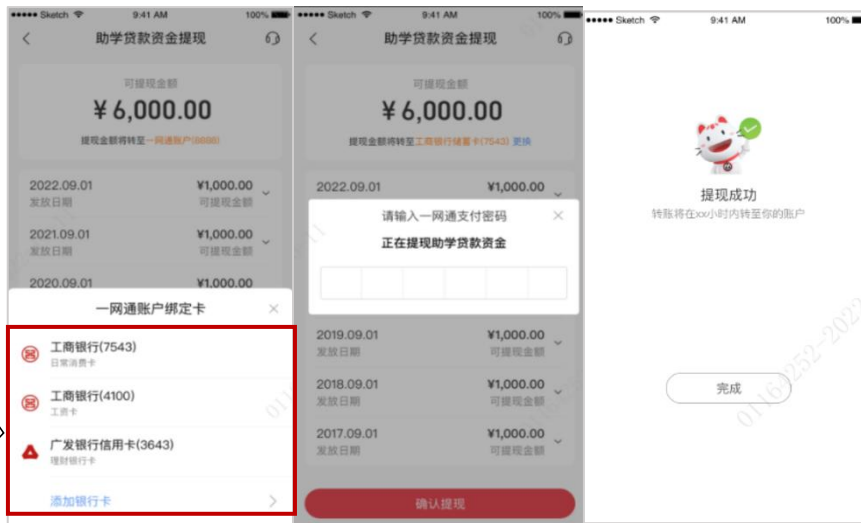 ●●●●● Sketch 9:41 AM 100%
助学贷款资金提现
可提现金额
¥6,000.00
提现金额将转至一网通账户(6666)
2022.09.01 ¥1,000.00
发放日期 可提现金额
2021.09.01 ¥1,000.00
发放日期 可提现金额
2020.09.01 ¥1,000.00
一网通账户绑定卡
工商银行(7543)
日常消费卡
工商银行(4100)
工资卡
广发银行信用卡(3643)
理财银行卡
添加银行卡
●●●●● Sketch 9:41 AM 100%
助学贷款资金提现
可提现金额
¥6,000.00
提现金额将转至工商银行储蓄卡(7543) 更换
2022.09.01 ¥1,000.00
请输入一网通支付密码
正在提现助学贷款资金
2019.09.01 ¥1,000.00
发放日期 可提现金额
2018.09.01 ¥1,000.00
发放日期 可提现金额
2017.09.01 ¥1,000.00
发放日期 可提现金额
确认提现
●●●●● Sketch 9:41 AM 100%
提现成功
转账将在xx小时内转至你的账户
完成